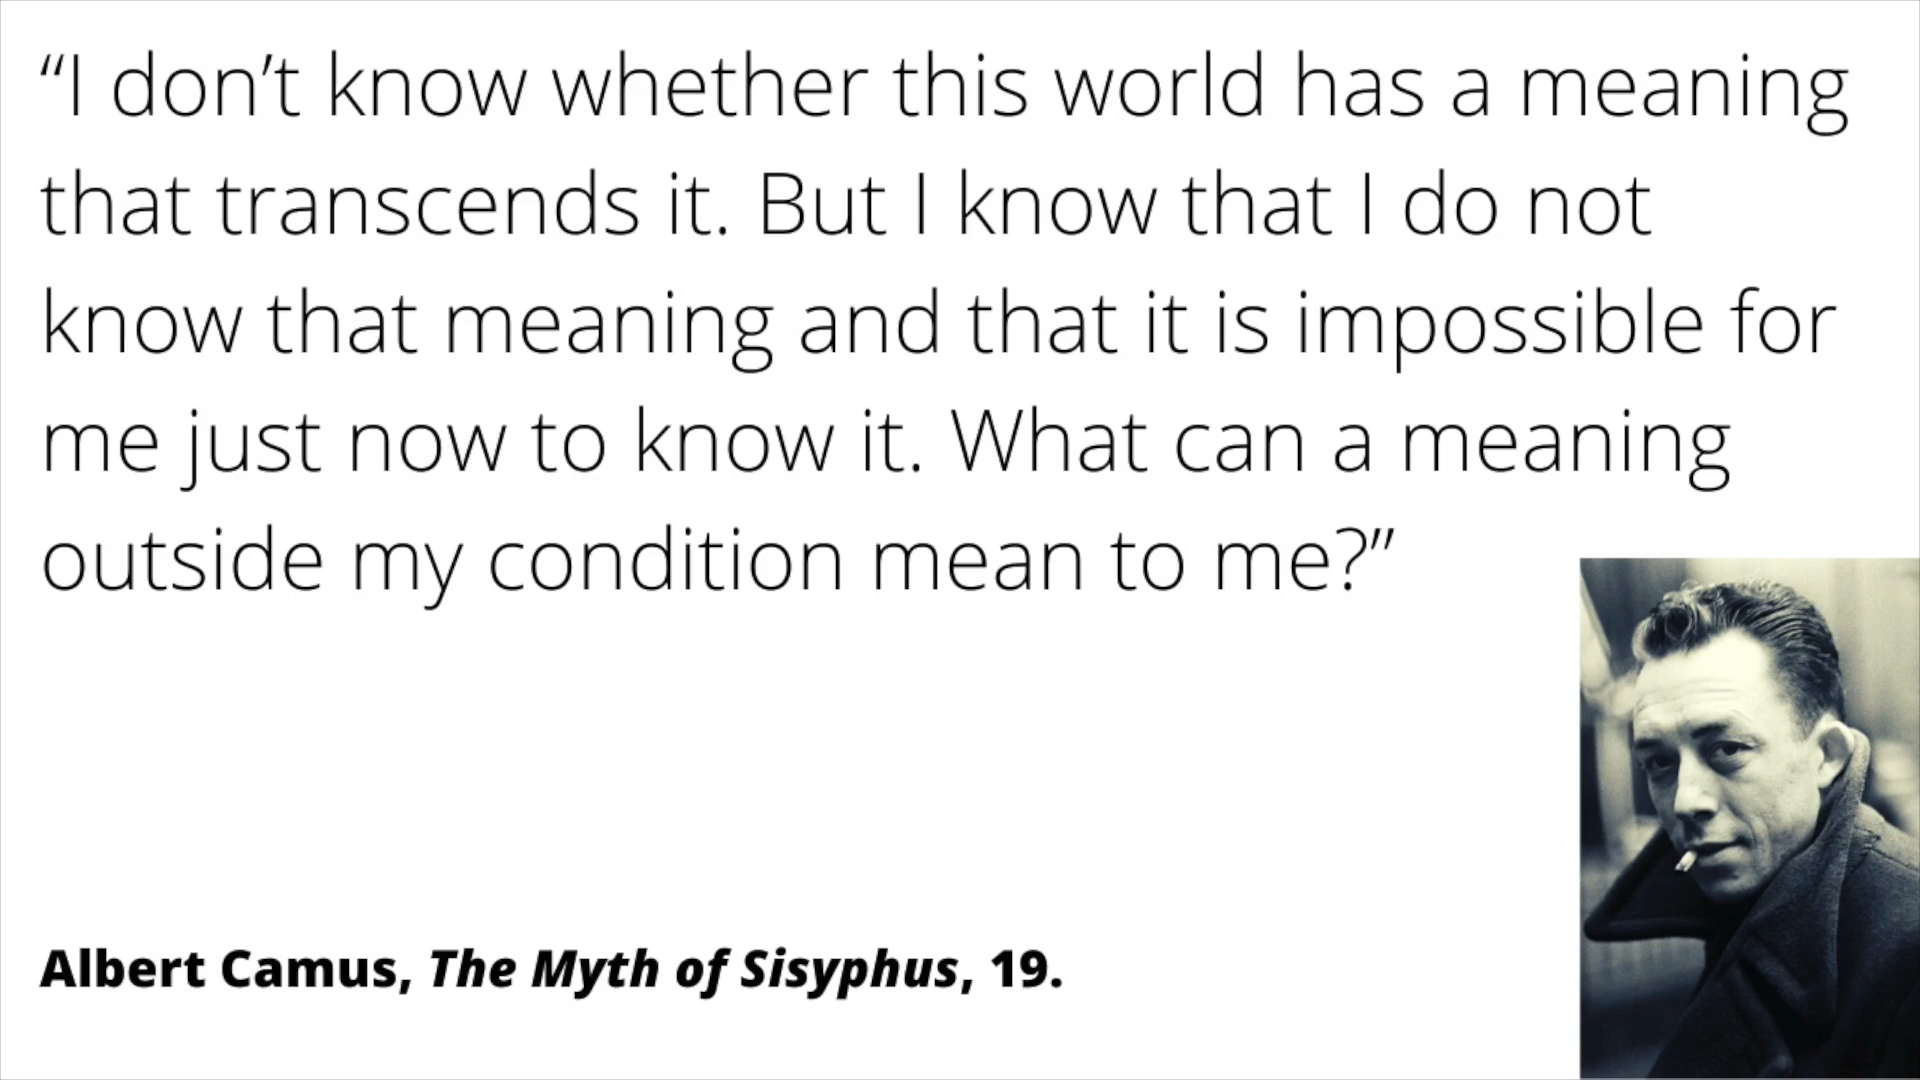 “I don’t know whether this world has a meaning
that transcends it. But I know that I do not
know that meaning and that it is impossible for
me just now to know it. What can a meaning
outside my condition mean to me?”
Albert Camus, The Myth of Sisyphus, 19.